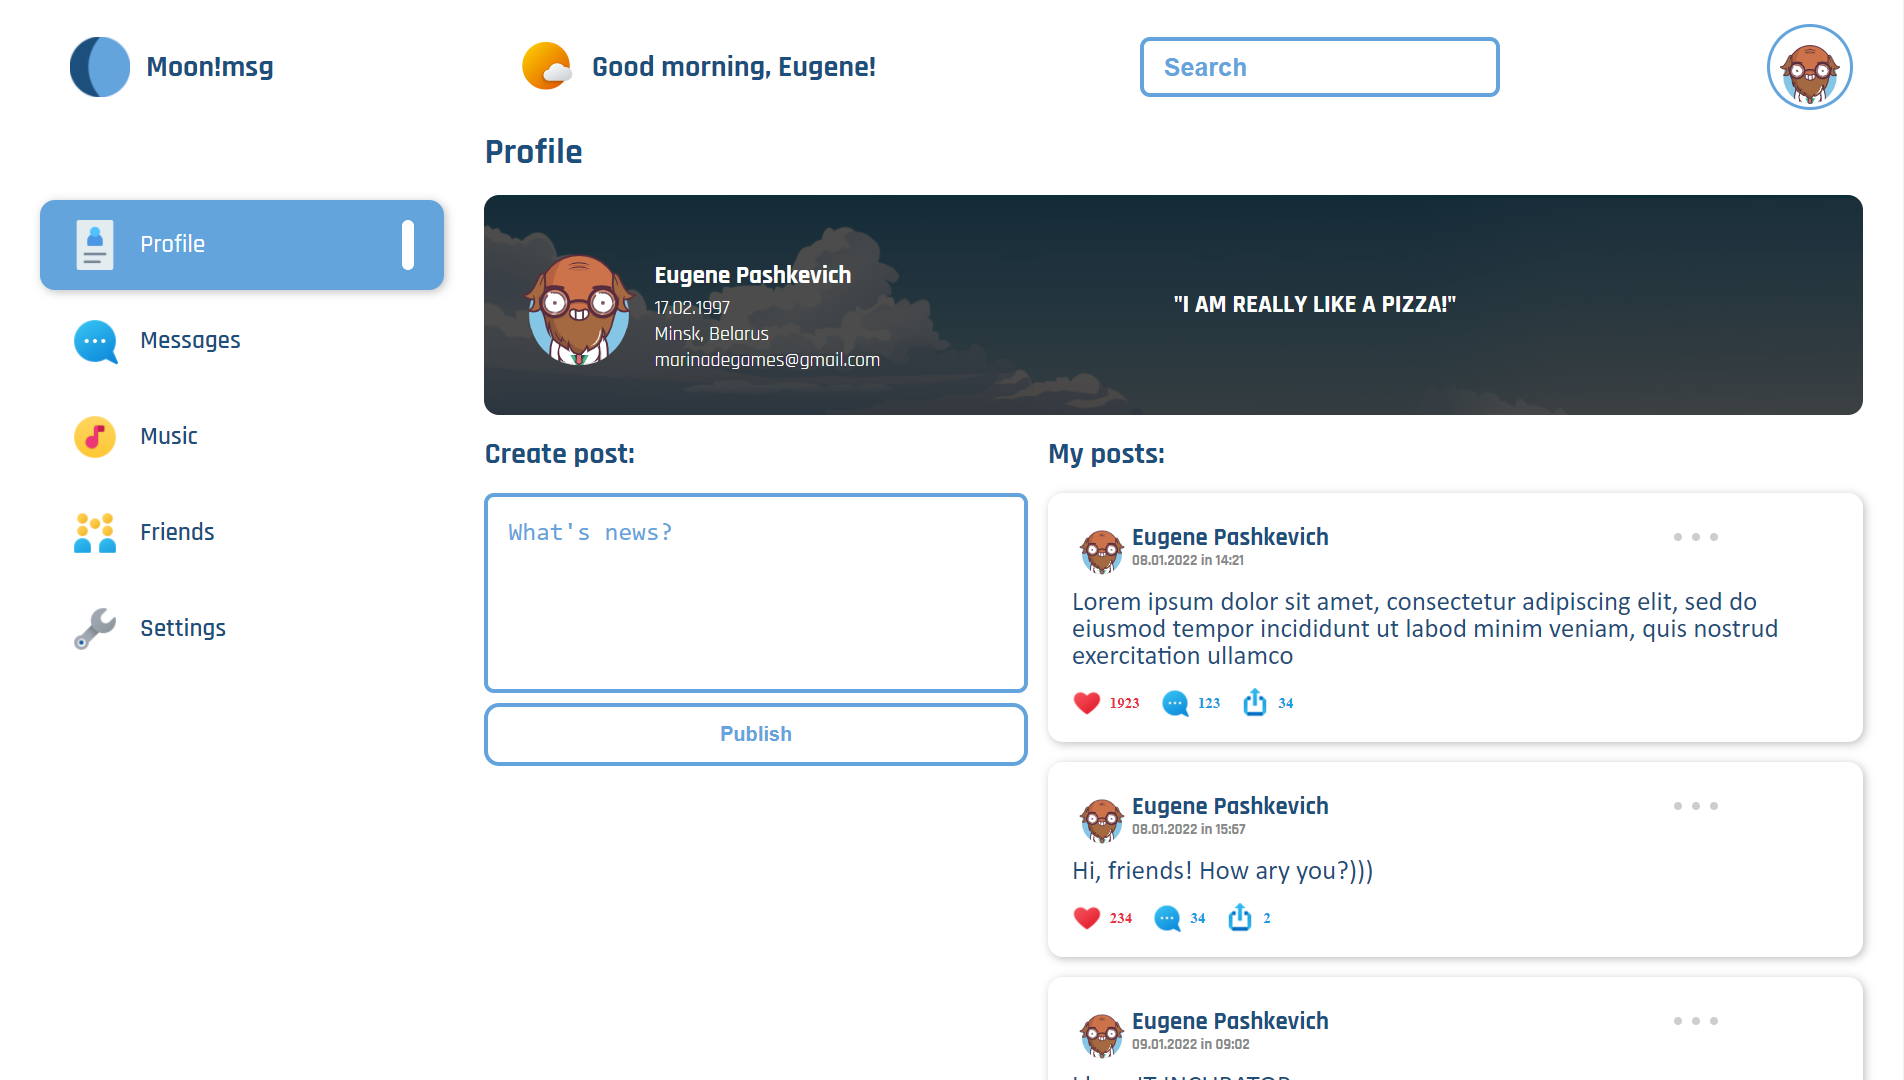 Moon!msg
Good morning, Eugene!
Search
Profile
Profile
Messages
Music
Friends
Settings
Eugene Pashkevich
17.02.1997
Minsk, Belarus
marinadegames@gmail.com
"I AM REALLY LIKE A PIZZA!"
Create post:
What's news?
Publish
My posts:
Eugene Pashkevich
08.01.2022 in 14:21
Lorem ipsum dolor sit amet, consectetur adipiscing elit, sed do
eiusmod tempor incididunt ut labod minim veniam, quis nostrud
exercitation ullamco
1923 123 34
Eugene Pashkevich
08.01.2022 in 15:57
Hi, friends! How ary you?)))
234 34 2
Eugene Pashkevich
09.01.2022 in 09:02
IT INCUBATOR